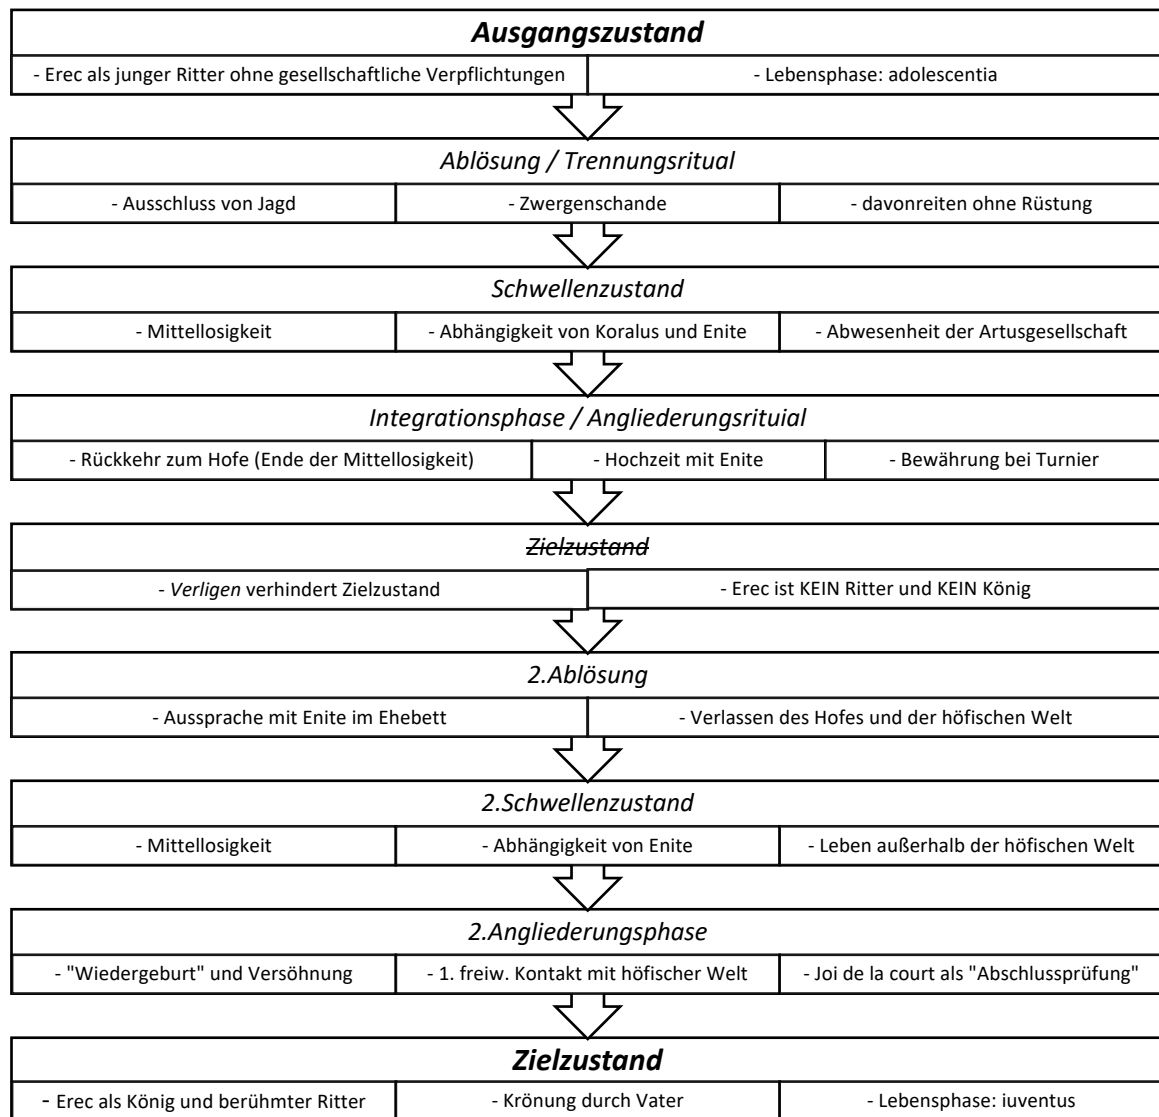 Ausgangszustand
- Erec als junger Ritter ohne gesellschaftliche Verpflichtungen
- Lebensphase: adolescentia
Ablösung / Trennungsritual
- Ausschluss von Jagd
- Zwergenschande
- davonreiten ohne Rüstung
Schwellenzustand
- Mittellosigkeit
- Abhängigkeit von Koralus und Enite
- Abwesenheit der Artusgesellschaft
Integrationsphase / Angliederungsrituial
- Rückkehr zum Hofe (Ende der Mittellosigkeit)
- Hochzeit mit Enite
- Bewährung bei Turnier
Zielzustand
- Verligen verhindert Zielzustand
- Erec ist KEIN Ritter und KEIN König
2.Ablösung
- Aussprache mit Enite im Ehebett
- Verlassen des Hofes und der höfischen Welt
2.Schwellenzustand
- Mittellosigkeit
- Abhängigkeit von Enite
- Leben außerhalb der höfischen Welt
2.Angliederungsphase
- "Wiedergeburt" und Versöhnung
- 1. freiw. Kontakt mit höfischer Welt
- Joi de la court als "Abschlussprüfung"
Zielzustand
- Erec als König und berühmter Ritter
- Krönung durch Vater
- Lebensphase: iuventus